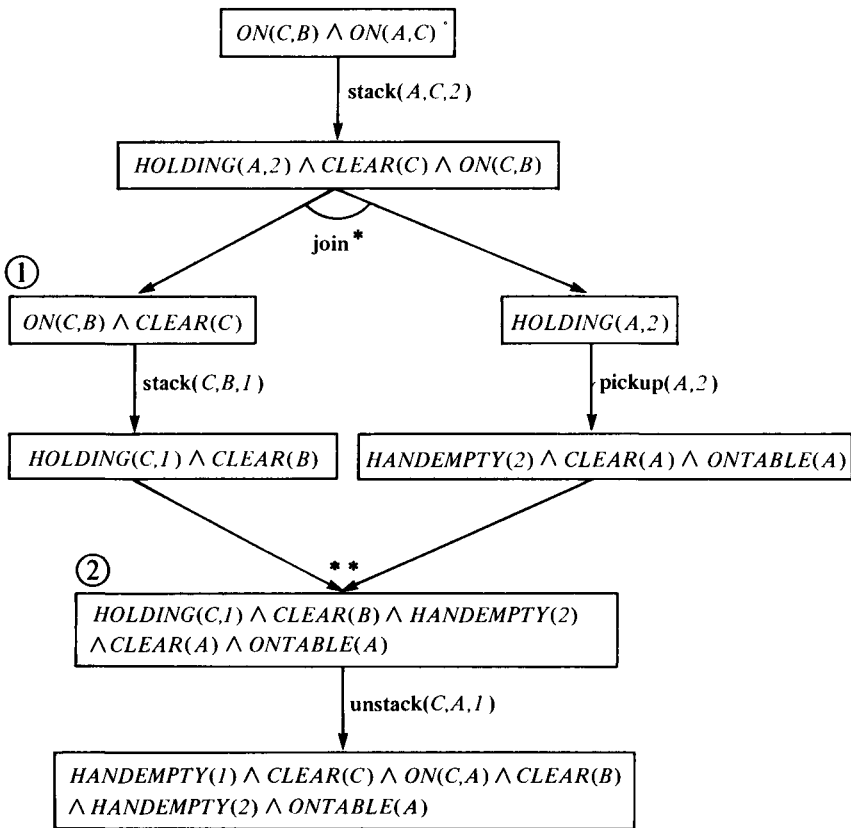 ON(C,B) ∧ ON(A,C)
stack(A,C,2)
HOLDING(A,2) ∧ CLEAR(C) ∧ ON(C,B)
join*
①
ON(C,B) ∧ CLEAR(C)
HOLDING(A,2)
stack(C,B,1)
pickup(A,2)
HOLDING(C,1) ∧ CLEAR(B)
HANDEMPTY(2) ∧ CLEAR(A) ∧ ONTABLE(A)
**
②
HOLDING(C,1) ∧ CLEAR(B) ∧ HANDEMPTY(2)
∧ CLEAR(A) ∧ ONTABLE(A)
unstack(C,A,1)
HANDEMPTY(1) ∧ CLEAR(C) ∧ ON(C,A) ∧ CLEAR(B)
∧ HANDEMPTY(2) ∧ ONTABLE(A)